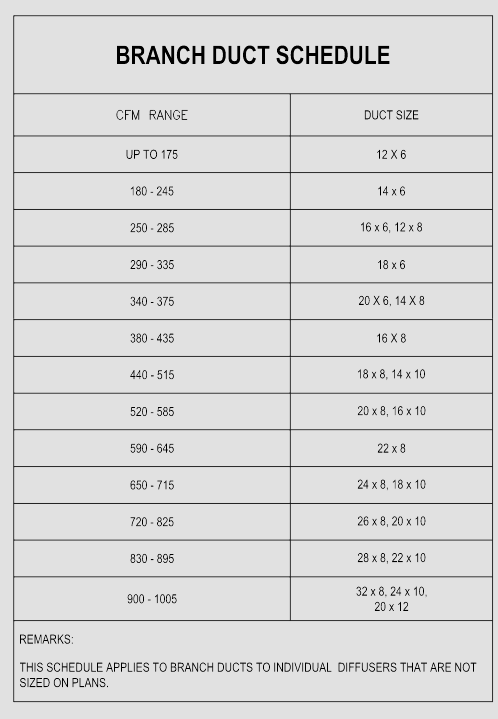 BRANCH DUCT SCHEDULE
CFM RANGE DUCT SIZE
UP TO 175 12 X 6
180 - 245 14 x 6
250 - 285 16 x 6, 12 x 8
290 - 335 18 x 6
340 - 375 20 X 6, 14 X 8
380 - 435 16 X 8
440 - 515 18 x 8, 14 x 10
520 - 585 20 x 8, 16 x 10
590 - 645 22 x 8
650 - 715 24 x 8, 18 x 10
720 - 825 26 x 8, 20 x 10
830 - 895 28 x 8, 22 x 10
900 - 1005 32 x 8, 24 x 10,
20 x 12
REMARKS:
THIS SCHEDULE APPLIES TO BRANCH DUCTS TO INDIVIDUAL DIFFUSERS THAT ARE NOT
SIZED ON PLANS.